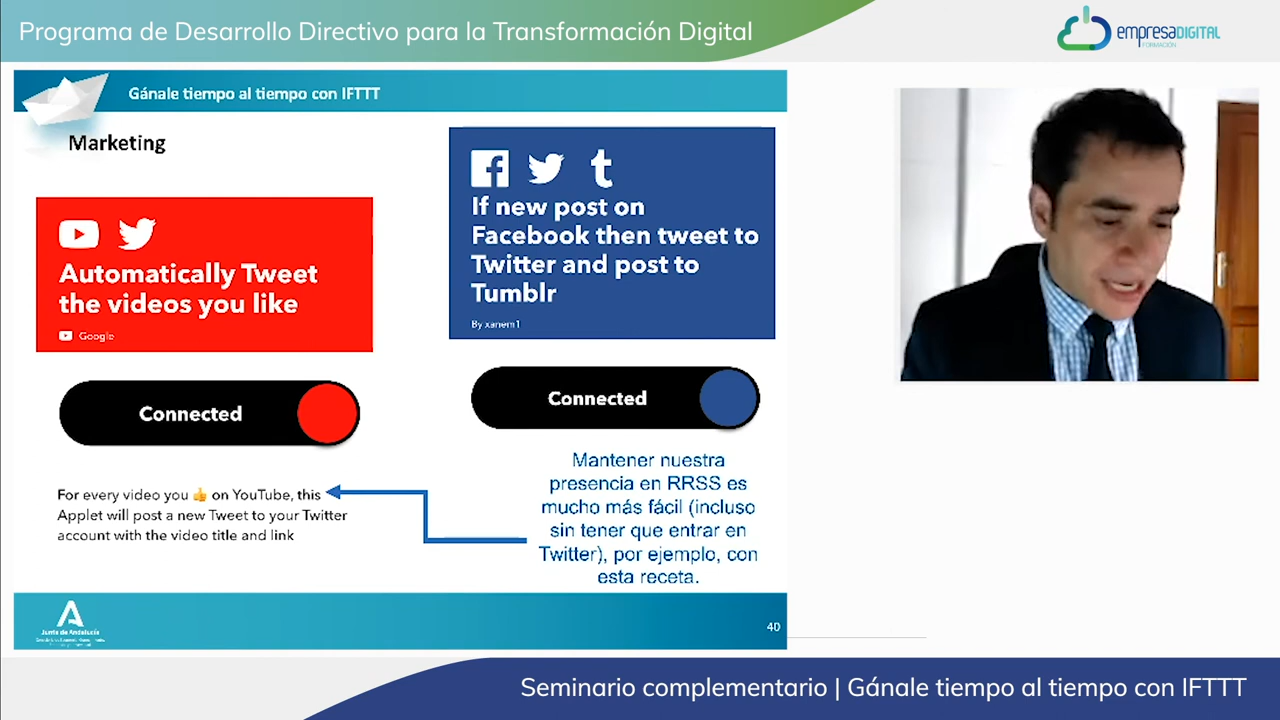 Programa de Desarrollo Directivo para la Transformación Digital
empresaDIGITAL
FORMACIÓN
Gánale tiempo al tiempo con IFTTT
Marketing
Automatically Tweet
the videos you like
Google
Connected
For every video you 👍 on YouTube, this
Applet will post a new Tweet to your Twitter
account with the video title and link
If new post on
Facebook then tweet to
Twitter and post to
Tumblr
By xanem1
Connected
Mantener nuestra
presencia en RRSS es
mucho más fácil (incluso
sin tener que entrar en
Twitter), por ejemplo, con
esta receta.
Junta de Andalucía
40
Seminario complementario | Gánale tiempo al tiempo con IFTTT